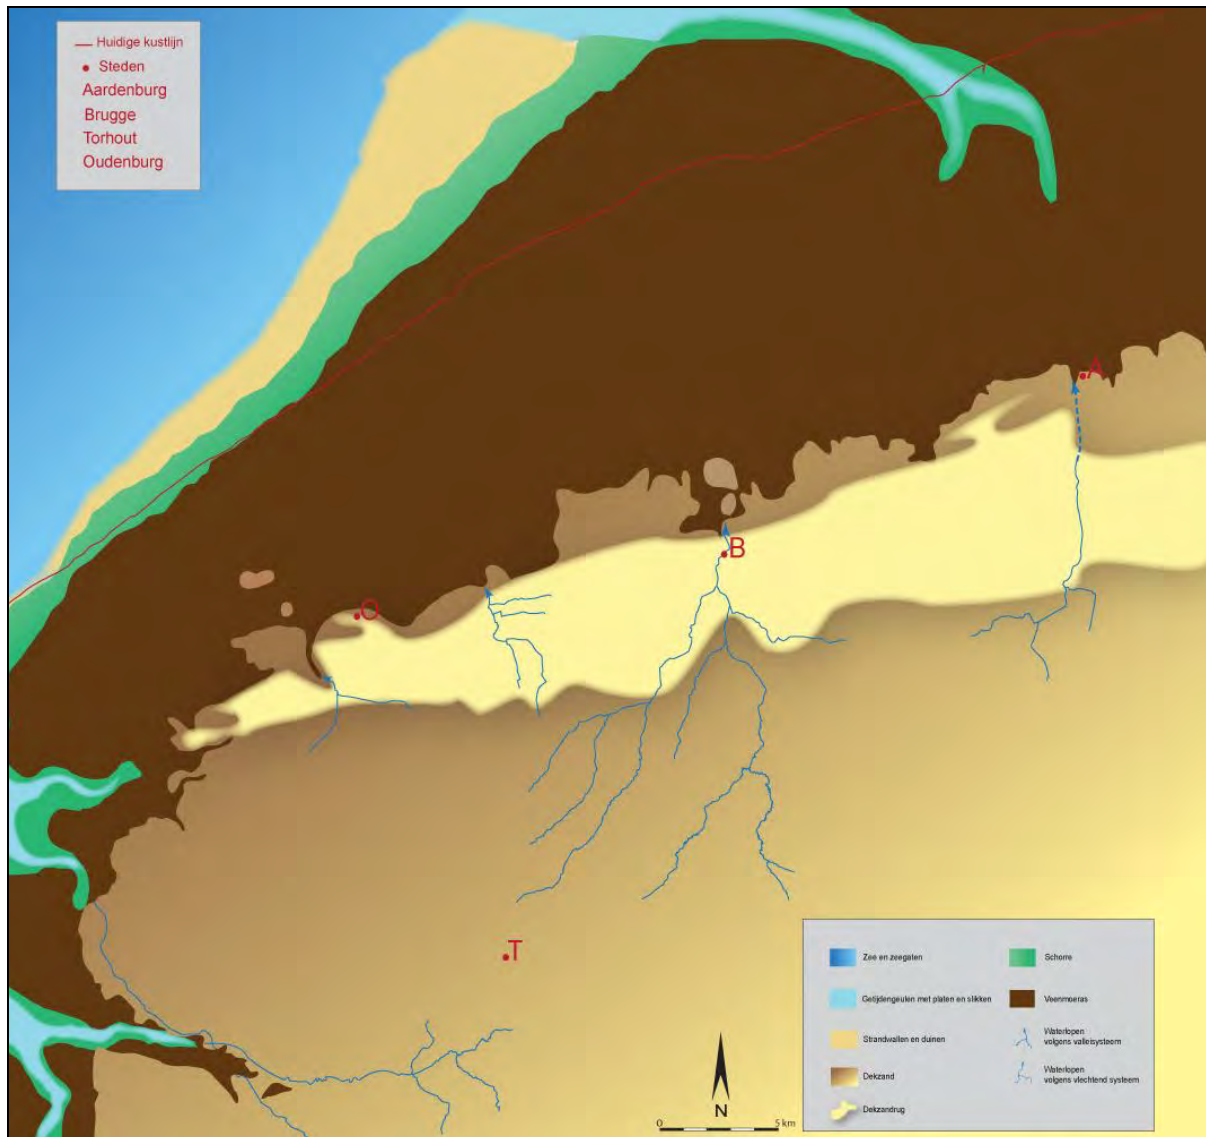 Huidige kustlijn
Steden
Aardenburg
Brugge
Torhout
Oudenburg
A
B
O
T
Zee en zeegaten
Getijdengeulen met platen en slikken
Strandwallen en duinen
Dekzand
Dekzandrug
Schorre
Veenmoeras
Waterlopen
volgens valleisysteem
Waterlopen
volgens vlechtend systeem
N
0 5 km